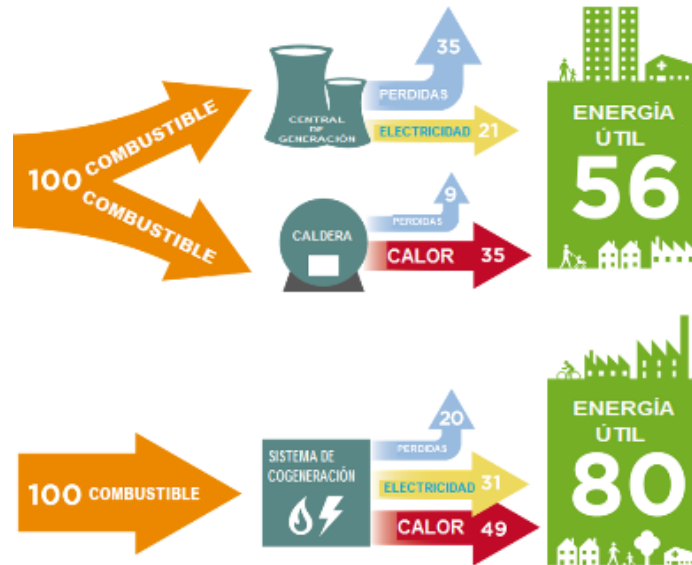 35
PERDIDAS
CENTRAL
DE
GENERACIÓN
ELECTRICIDAD 21
ENERGÍA
ÚTIL
56
100 COMBUSTIBLE
COMBUSTIBLE
9
PERDIDAS
CALDERA
CALOR 35
20
PERDIDAS
SISTEMA DE
COGENERACIÓN
ELECTRICIDAD 31
CALOR 49
100 COMBUSTIBLE
ENERGÍA
ÚTIL
80